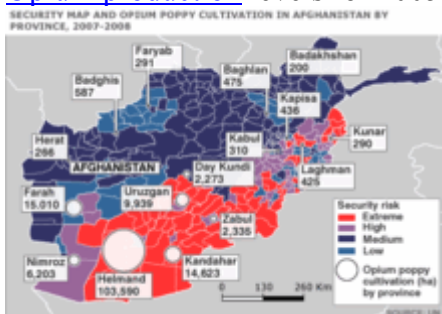 Opium production
SECURITY MAP AND OPIUM POPPY CULTIVATION IN AFGHANISTAN BY
PROVINCE, 2007-2008
Faryab
291
Badakhshan
200
Badghis
587
Baghlan
475
Kapisa
436
Herat
266
Kabul
310
Kunar
290
AFGHANISTAN
Day Kundi
2,273
Laghman
425
Farah
15,010
Uruzgan
9,939
Zabul
2,335
Nimroz
6,203
Kandahar
14,623
Helmand
103,590
Security risk
Extreme
High
Medium
Low
Opium poppy
cultivation (ha)
by province
0 130 260 Km